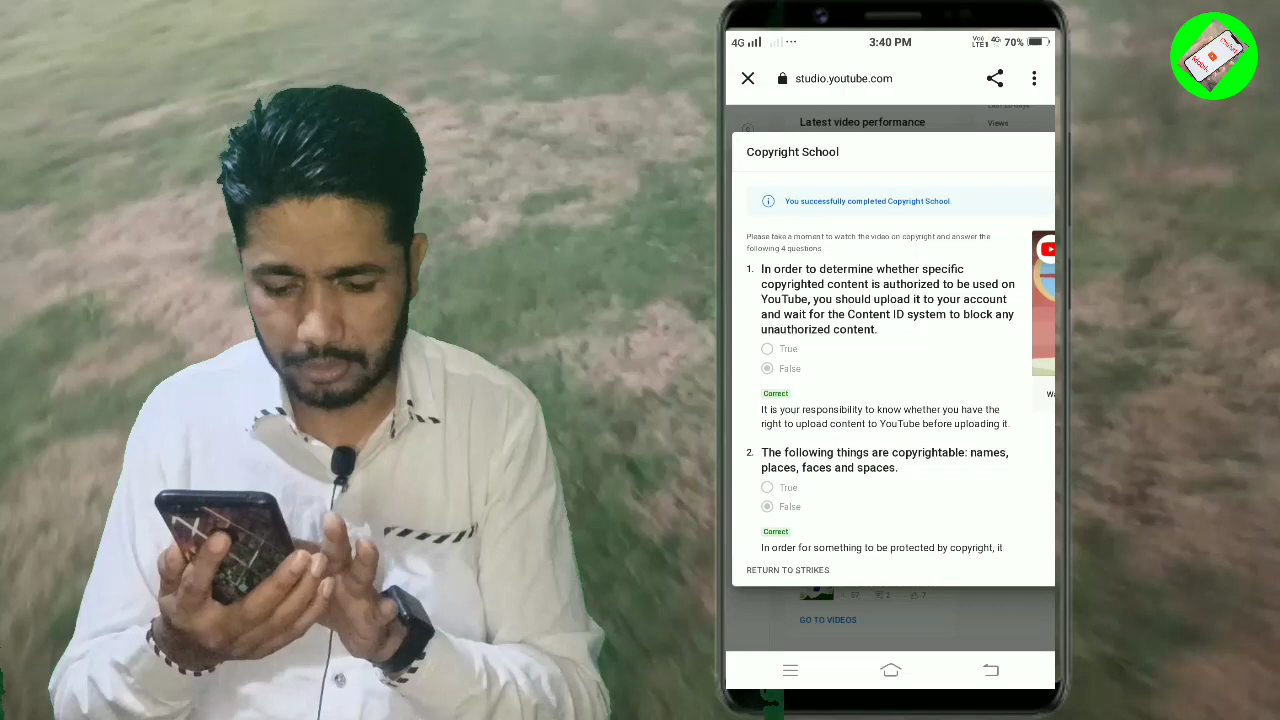 4G
3:40 PM
4G 70%
studio.youtube.com
Latest video performance
Views
Copyright School
You successfully completed Copyright School.
Please take a moment to watch the video on copyright and answer the
following 4 questions
1. In order to determine whether specific
copyrighted content is authorized to be used on
YouTube, you should upload it to your account
and wait for the Content ID system to block any
unauthorized content.
True
False
Correct
It is your responsibility to know whether you have the
right to upload content to YouTube before uploading it.
2. The following things are copyrightable: names,
places, faces and spaces.
True
False
Correct
In order for something to be protected by copyright, it
RETURN TO STRIKES
57 2 7
GO TO VIDEOS